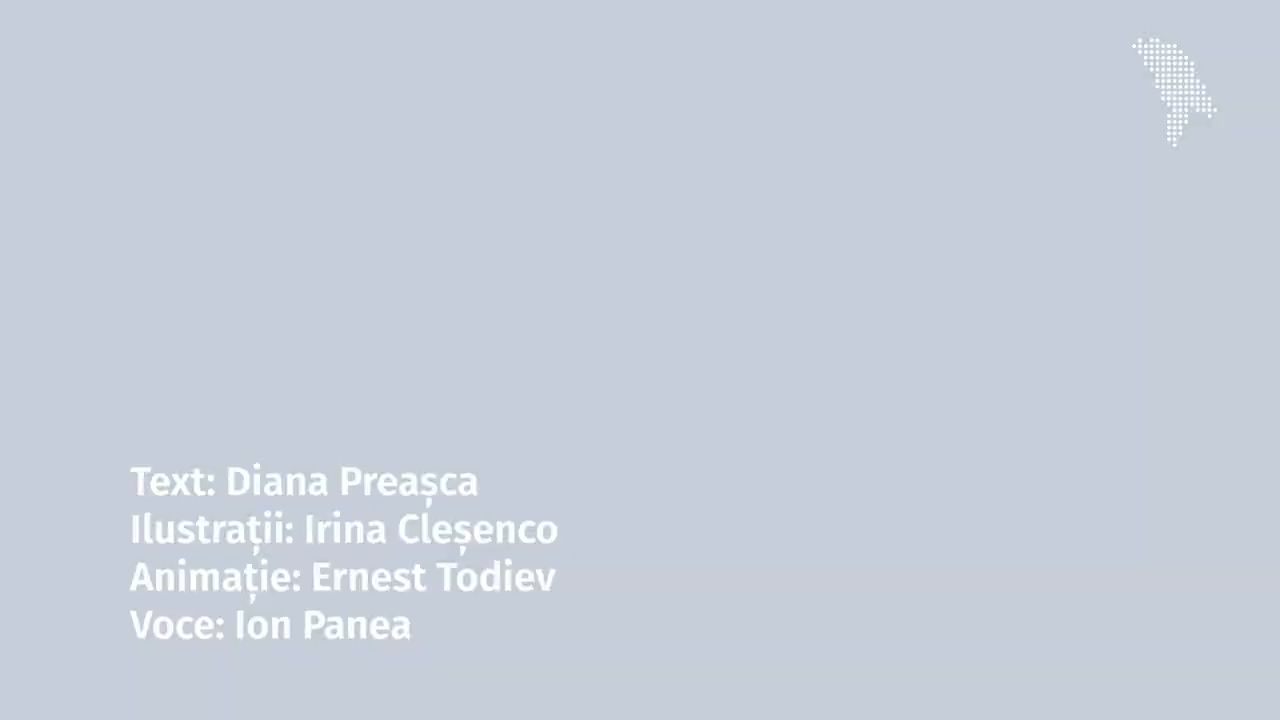 Text: Diana Preașca
Ilustrații: Irina Cleșenco
Animație: Ernest Todiev
Voce: Ion Panea